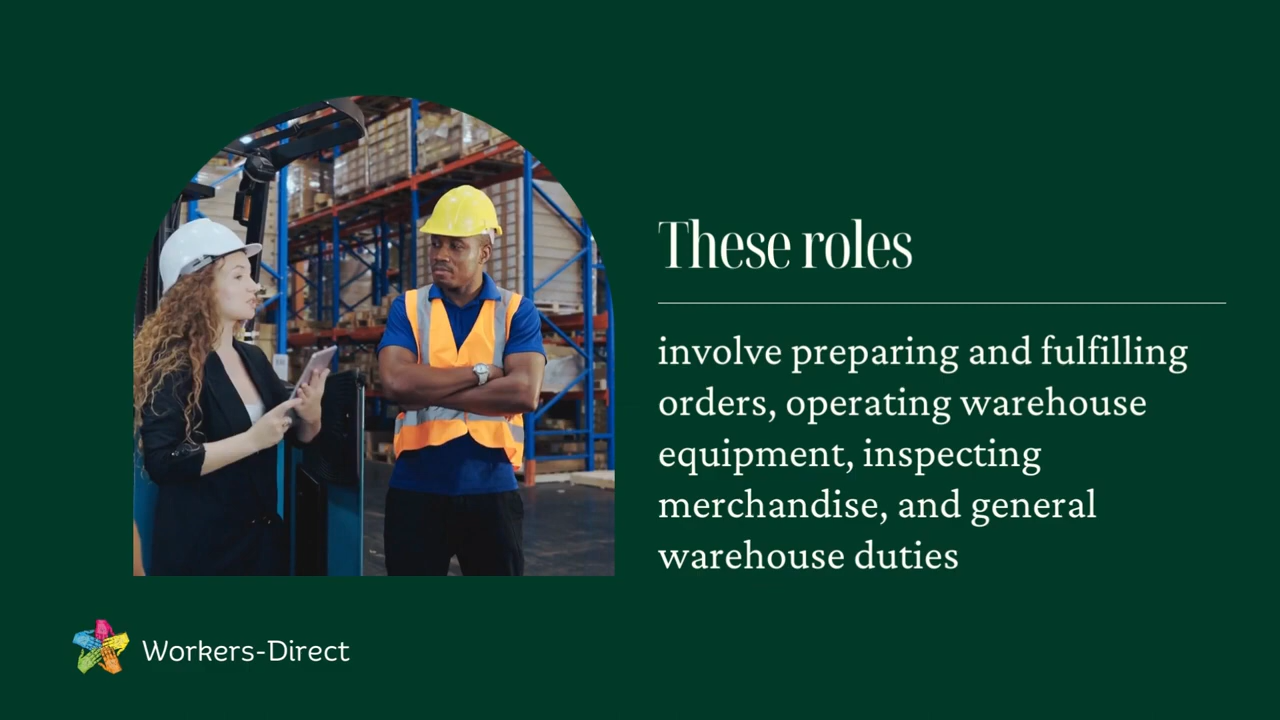 These roles
involve preparing and fulfilling
orders, operating warehouse
equipment, inspecting
merchandise, and general
warehouse duties
Workers-Direct